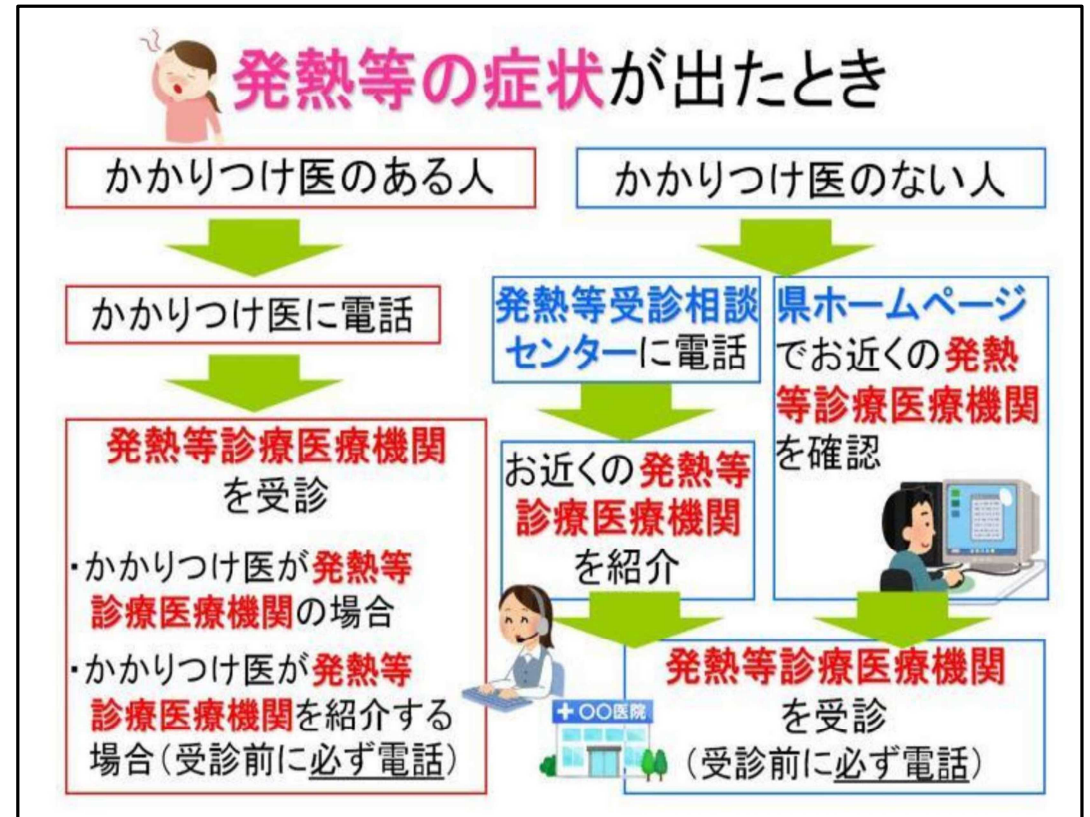 発熱等の症状が出たとき
かかりつけ医のある人
かかりつけ医に電話
発熱等診療医療機関
を受診
・かかりつけ医が発熱等
診療医療機関の場合
・かかりつけ医が発熱等
診療医療機関を紹介する
場合(受診前に必ず電話)
かかりつけ医のない人
発熱等受診相談
センターに電話
お近くの発熱等
診療医療機関
を紹介
県ホームページ
でお近くの発熱
等診療医療機関
を確認
+〇〇医院
発熱等診療医療機関
を受診
(受診前に必ず電話)